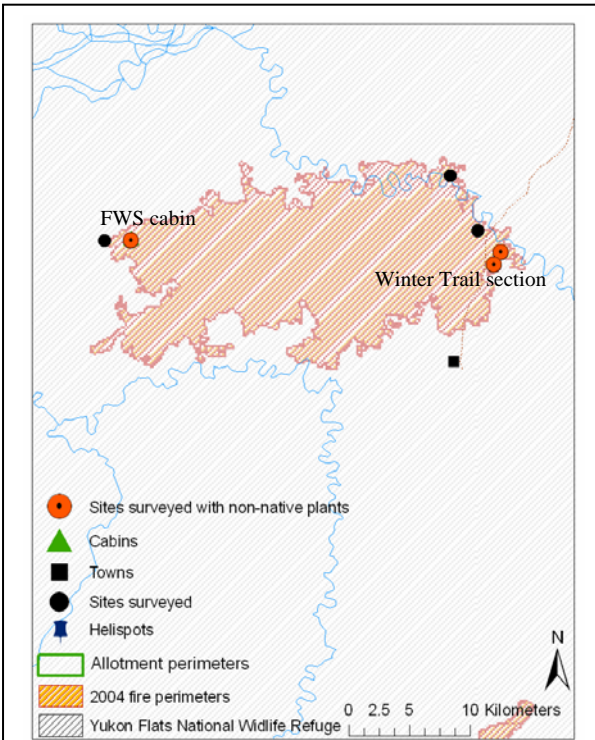 FWS cabin
Winter Trail section
Sites surveyed with non-native plants
Cabins
Towns
Sites surveyed
Helispots
Allotment perimeters
2004 fire perimeters
Yukon Flats National Widlife Refuge
N
0 2.5 5 10 Kilometers